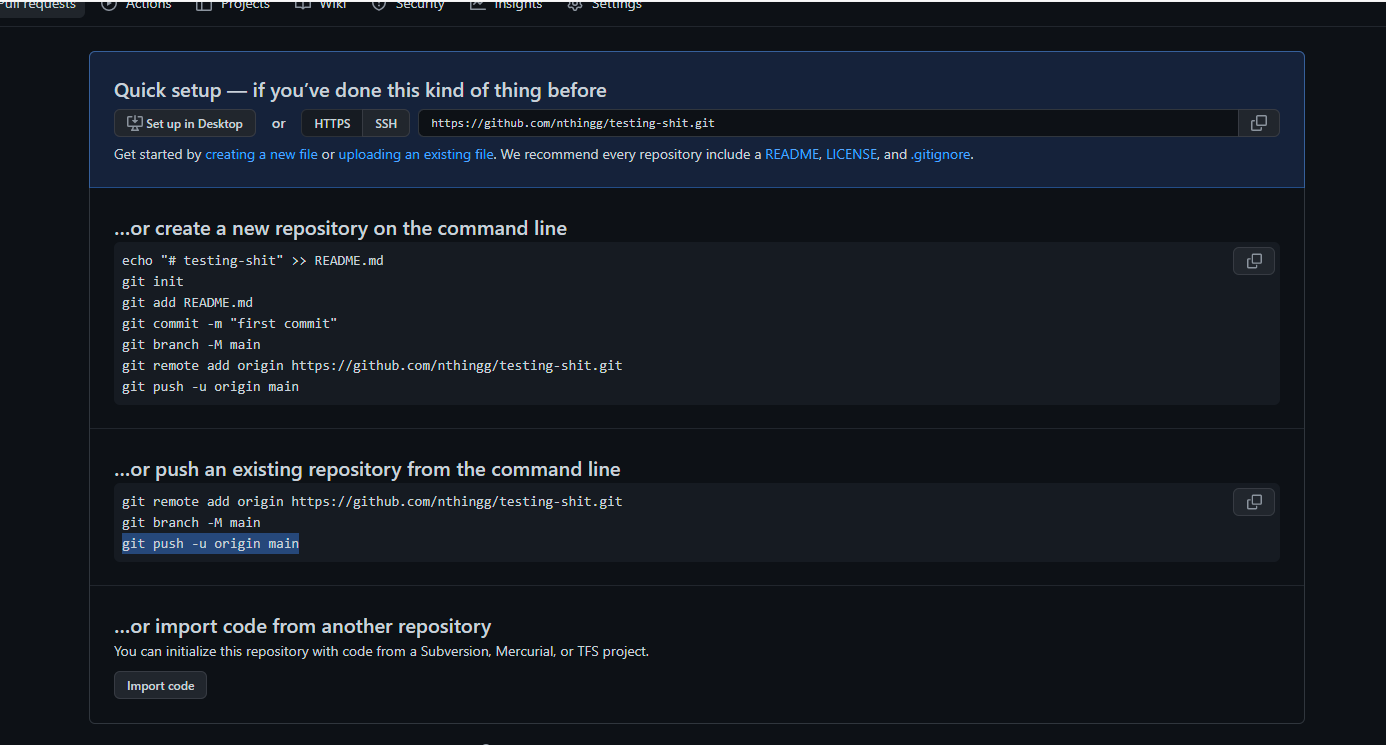 Pull requests Actions Projects Wiki Security Insights Settings
Quick setup — if you’ve done this kind of thing before
Set up in Desktop or HTTPS SSH https://github.com/nthingg/testing-shit.git
Get started by creating a new file or uploading an existing file. We recommend every repository include a README, LICENSE, and .gitignore.
…or create a new repository on the command line
echo "# testing-shit" >> README.md
git init
git add README.md
git commit -m "first commit"
git branch -M main
git remote add origin https://github.com/nthingg/testing-shit.git
git push -u origin main
…or push an existing repository from the command line
git remote add origin https://github.com/nthingg/testing-shit.git
git branch -M main
git push -u origin main
…or import code from another repository
You can initialize this repository with code from a Subversion, Mercurial, or TFS project.
Import code